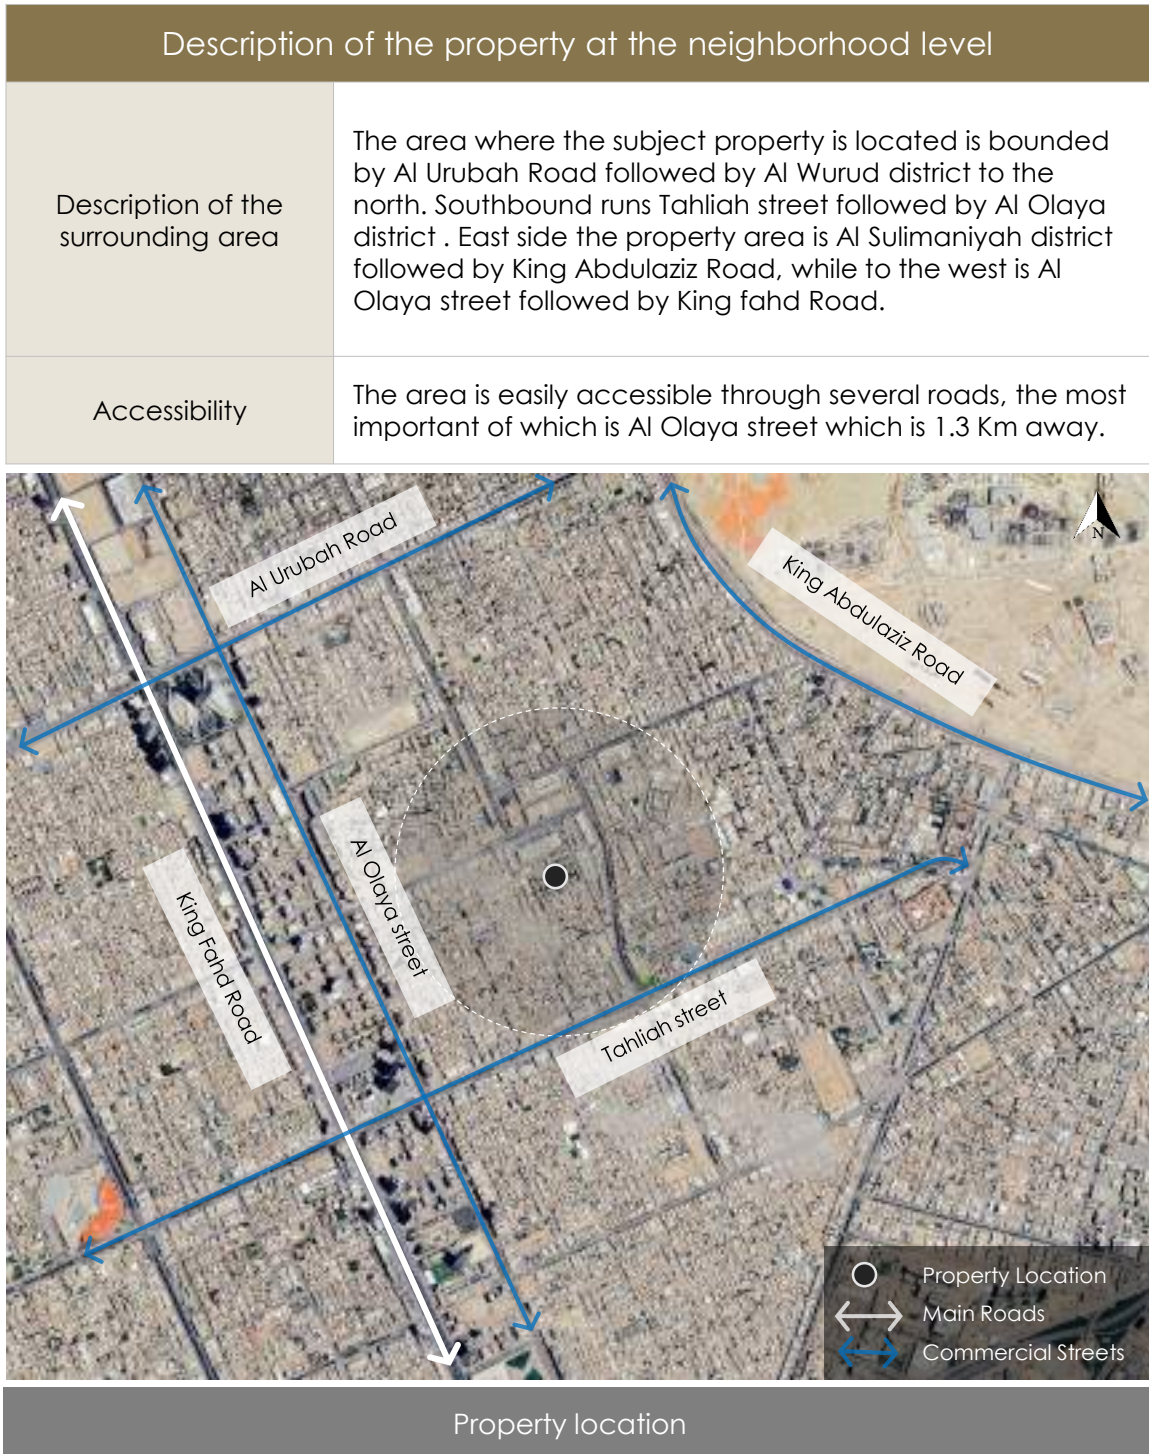 Description of the property at the neighborhood level
Description of the
surrounding area
The area where the subject property is located is bounded
by Al Urubah Road followed by Al Wurud district to the
north. Southbound runs Tahliah street followed by Al Olaya
district . East side the property area is Al Sulimaniyah district
followed by King Abdulaziz Road, while to the west is Al
Olaya street followed by King fahd Road.
Accessibility
The area is easily accessible through several roads, the most
important of which is Al Olaya street which is 1.3 Km away.
Al Urubah Road
King Abdulaziz Road
N
Al Olaya street
King Fahd Road
Tahliah street
Property Location
Main Roads
Commercial Streets
Property location